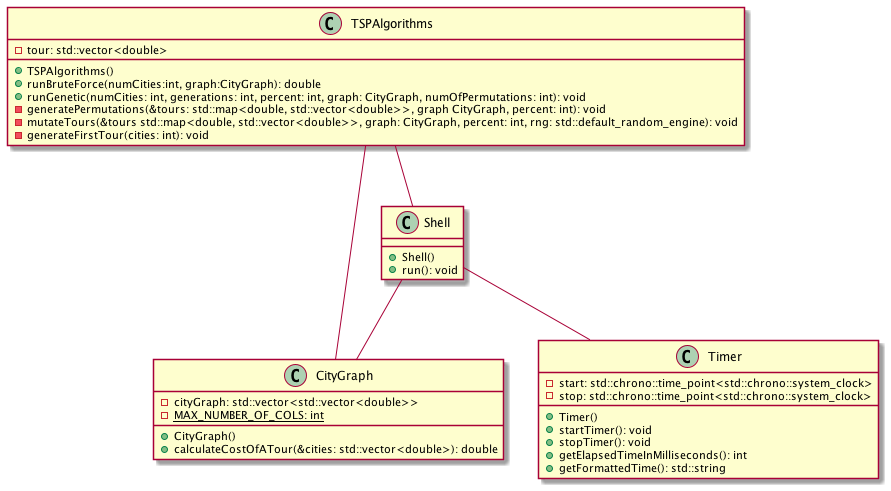 C TSPAlgorithms
tour: std::vector<double>
TSPAlgorithms()
runBruteForce(numCities:int, graph:CityGraph): double
runGenetic(numCities: int, generations: int, percent: int, graph: CityGraph, numOfPermutations: int): void
generatePermutations(&tours: std::map<double, std::vector<double>>, graph CityGraph, percent: int): void
mutateTours(&tours std::map<double, std::vector<double>>, graph: CityGraph, percent: int, rng: std::default_random_engine): void
generateFirstTour(cities: int): void
C Shell
Shell()
run(): void
C CityGraph
cityGraph: std::vector<std::vector<double>>
MAX_NUMBER_OF_COLS: int
CityGraph()
calculateCostOfATour(&cities: std::vector<double>): double
C Timer
start: std::chrono::time_point<std::chrono::system_clock>
stop: std::chrono::time_point<std::chrono::system_clock>
Timer()
startTimer(): void
stopTimer(): void
getElapsedTimeInMilliseconds(): int
getFormattedTime(): std::string